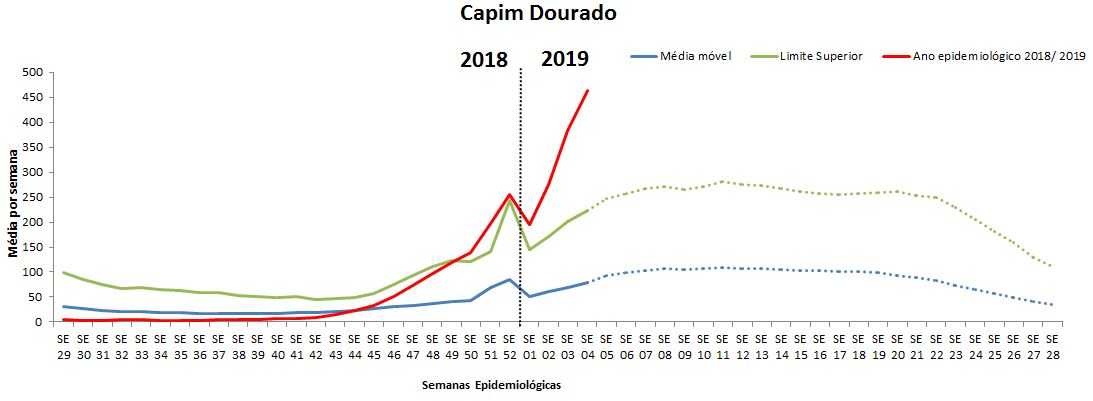 Capim Dourado
2018 2019
Média móvel Limite Superior Ano epidemiológico 2018/ 2019
500
450
400
350
300
250
200
150
100
50
0
Média por semana
SE SE SE SE SE SE SE SE SE SE SE SE SE SE SE SE SE SE SE SE SE SE SE SE SE SE SE SE SE SE SE SE SE SE SE SE SE SE SE SE SE SE SE SE SE SE SE SE SE SE SE
29 30 31 32 33 34 35 36 37 38 39 40 41 42 43 44 45 46 47 48 49 50 51 52 01 02 03 04 05 06 07 08 09 10 11 12 13 14 15 16 17 18 19 20 21 22 23 24 25 26 27 28
Semanas Epidemiológicas